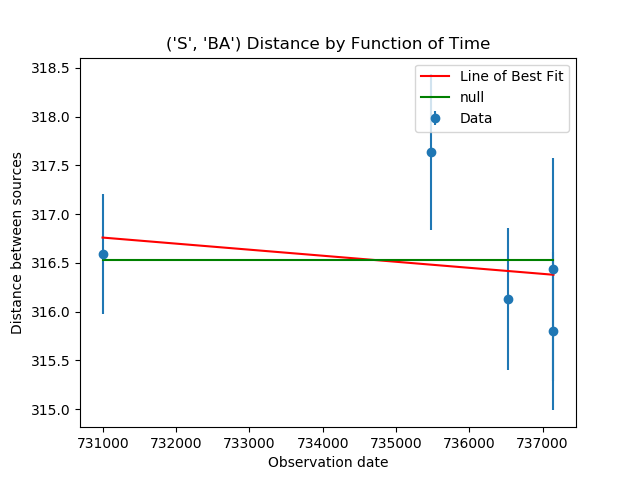 ('S', 'BA') Distance by Function of Time
Line of Best Fit
null
Data
318.5
318.0
317.5
317.0
316.5
316.0
315.5
315.0
Distance between sources
731000 732000 733000 734000 735000 736000 737000
Observation date